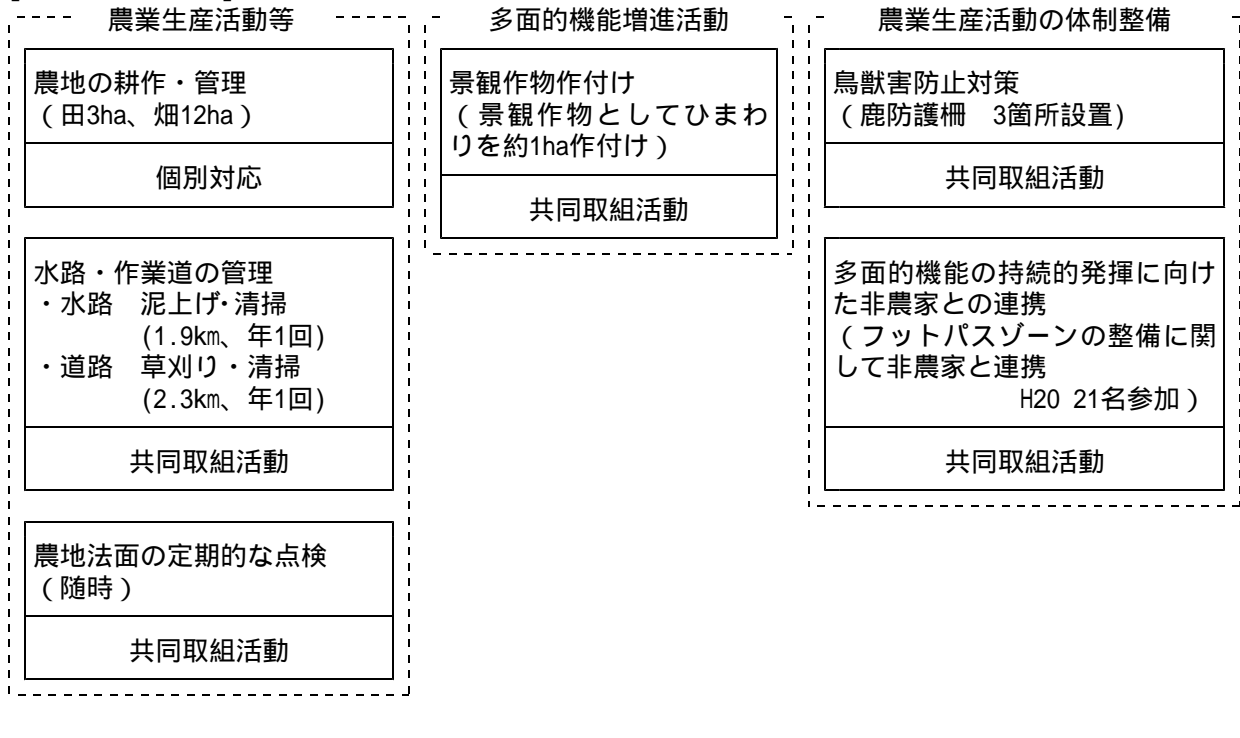 農業生産活動等
農地の耕作・管理
（田3ha、畑12ha）
個別対応
水路・作業道の管理
・水路　泥上げ・清掃
(1.9km、年1回)
・道路　草刈り・清掃
(2.3km、年1回)
共同取組活動
農地法面の定期的な点検
（随時）
共同取組活動
多面的機能増進活動
景観作物作付け
（景観作物としてひまわ
りを約1ha作付け）
共同取組活動
農業生産活動の体制整備
鳥獣害防止対策
（鹿防護柵　3箇所設置)
共同取組活動
多面的機能の持続的発揮に向け
た非農家との連携
（フットパスゾーンの整備に関
して非農家と連携
H20 21名参加）
共同取組活動